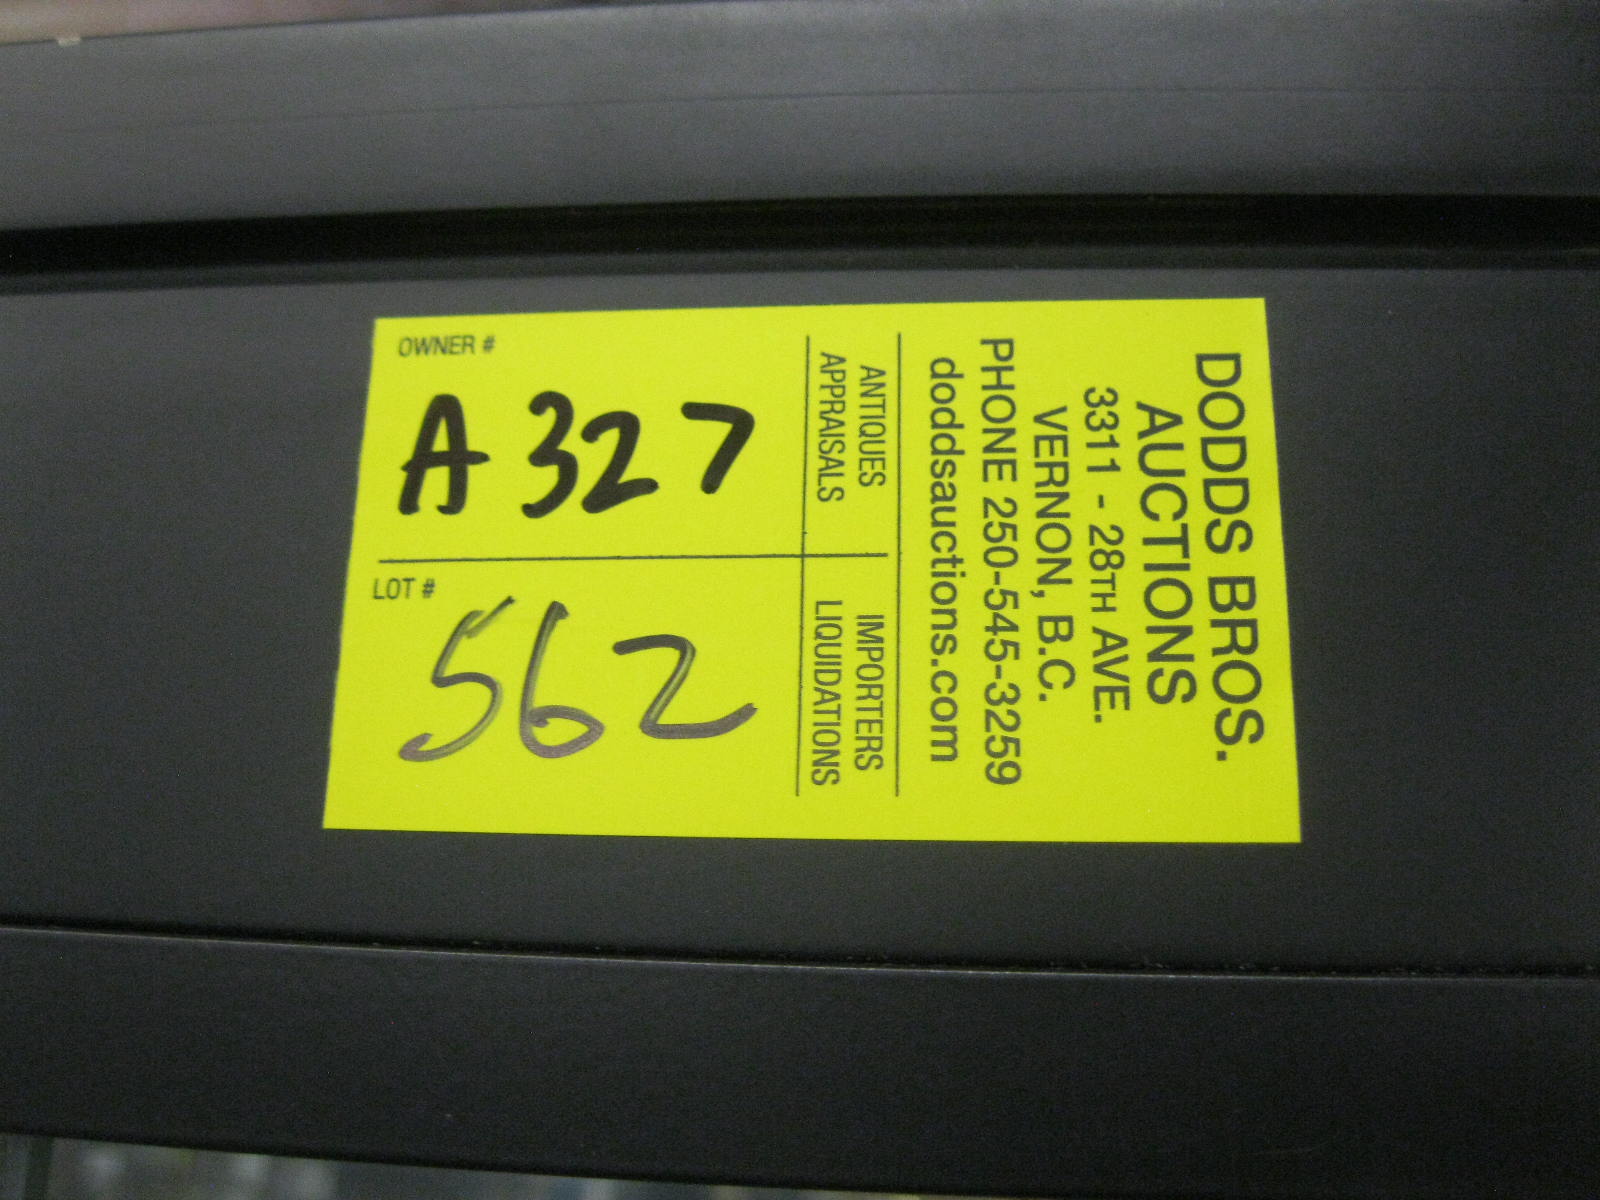 OWNER #
A 327
LOT #
562
DODDS BROS.
AUCTIONS
3311 - 28TH AVE.
VERNON, B.C.
PHONE 250-545-3259
doddsauctions.com
ANTIQUES
APPRAISALS
IMPORTERS
LIQUIDATIONS